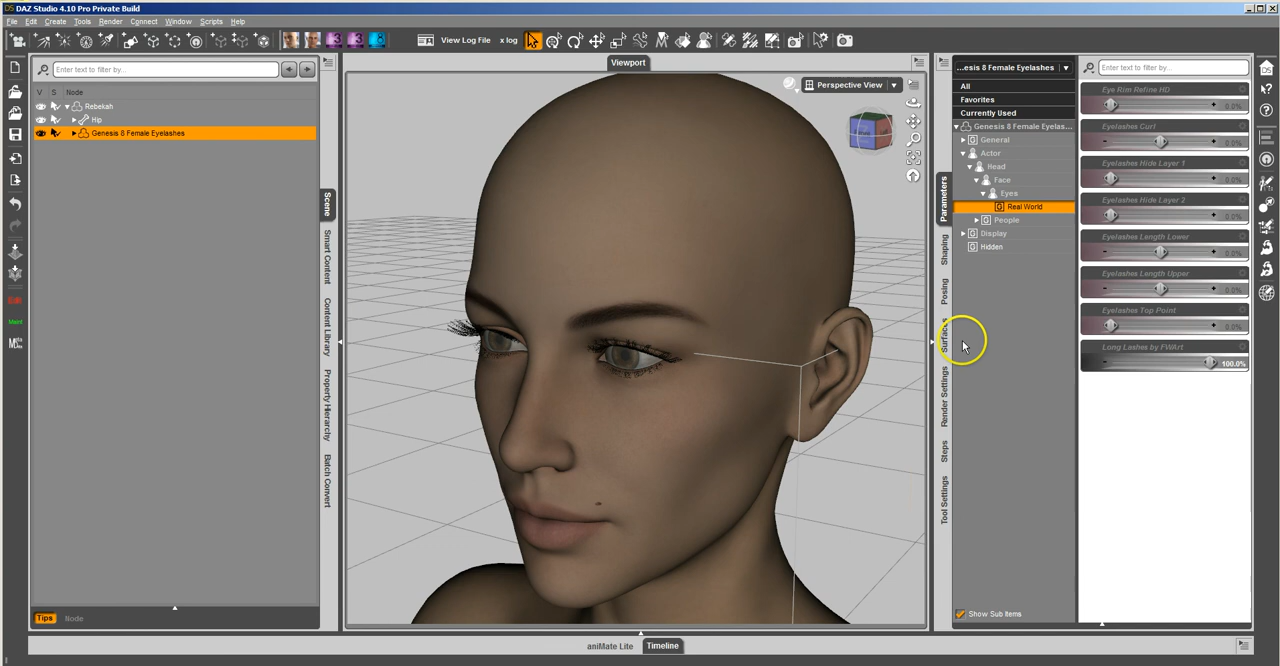 DAZ Studio 4.10 Pro Private Build
File Edit Create Tools Render Connect Window Scripts Help
View Log File x log
Enter text to filter by...
V S Node
Rebekah
Hip
Genesis 8 Female Eyelashes
Tips Node
Scene
Smart Content
Content Library
Property Hierarchy
Batch Convert
Viewport
Perspective View
aniMate Lite Timeline
Parameters
Shaping
Posing
Surfaces
Render Settings
Steps
Tool Settings
...esis 8 Female Eyelashes
All
Favorites
Currently Used
Genesis 8 Female Eyelas...
General
Actor
Head
Face
Eyes
Real World
People
Display
Hidden
Show Sub Items
Enter text to filter by...
Eye Rim Refine HD
0.0%
Eyelashes Curl
0.0%
Eyelashes Hide Layer 1
0.0%
Eyelashes Hide Layer 2
0.0%
Eyelashes Length Lower
0.0%
Eyelashes Length Upper
0.0%
Eyelashes Top Point
0.0%
Long Lashes by FWArt
100.0%